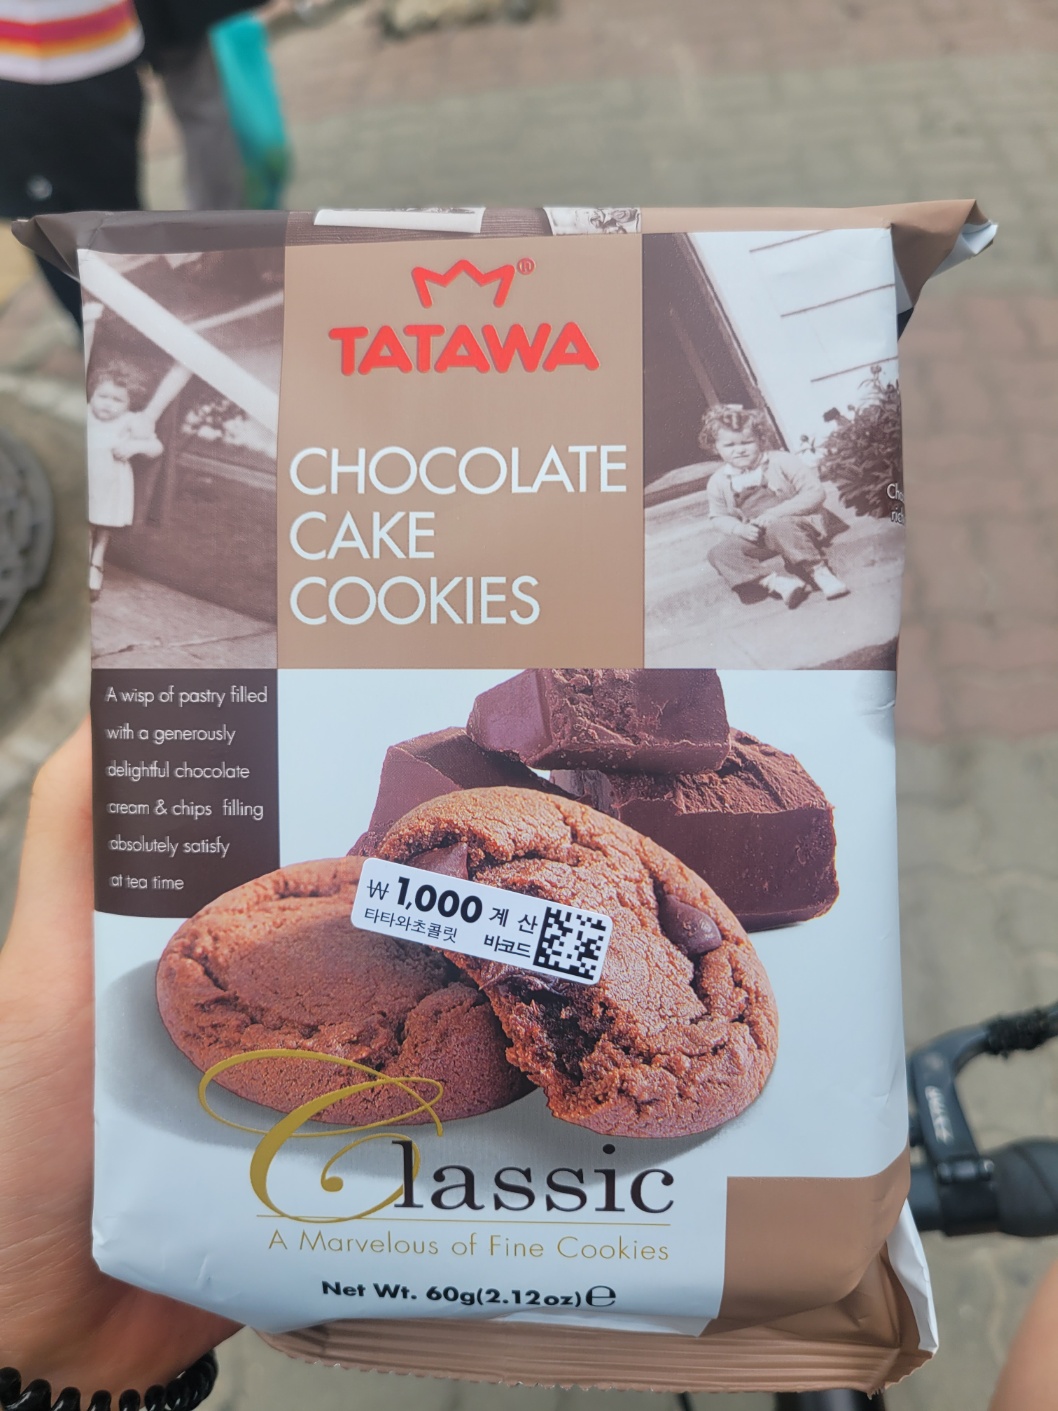 ®
TATAWA
CHOCOLATE
CAKE
COOKIES
A wisp of pastry filled
with a generously
delightful chocolate
cream & chips filling
absolutely satisfy
at tea time
₩ 1,000 계 산
타타와초콜릿 바코드
Classic
A Marvelous of Fine Cookies
Net Wt. 60g(2.12oz)℮